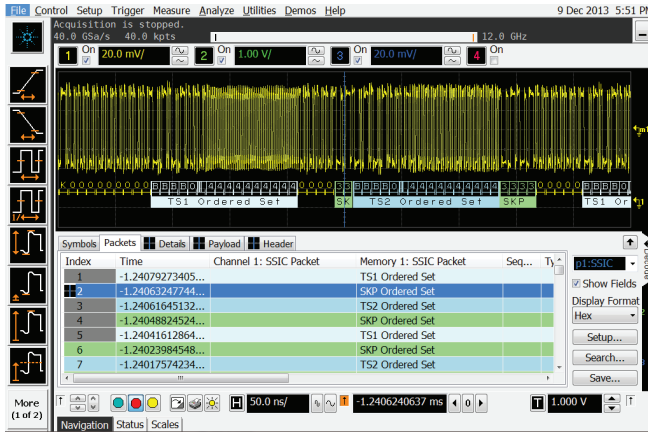 File Control Setup Trigger Measure Analyze Utilities Demos Help 9 Dec 2013 5:51 PM
Acquisition is stopped.
40.0 GSa/s 40.0 kpts 12.0 GHz
1 On 20.0 mV/ 2 On 1.00 V/ 3 On 20.0 mV/ 4 On
TS1 Ordered Set SK TS2 Ordered Set SKP TS1 Or
Symbols Packets Details Payload Header
Index Time Channel 1: SSIC Packet Memory 1: SSIC Packet Seq... Ty
1 -1.24079273405... TS1 Ordered Set
2 -1.24063247744... SKP Ordered Set
3 -1.24061645132... TS2 Ordered Set
4 -1.24048824524... SKP Ordered Set
5 -1.24041612864... TS1 Ordered Set
6 -1.24023984548... SKP Ordered Set
7 -1.24017574234... TS2 Ordered Set
p1:SSIC
Show Fields
Display Format
Hex
Setup...
Search...
Save...
More
(1 of 2)
H 50.0 ns/ -1.2406240637 ms 0 T 1.000 V
Navigation Status Scales